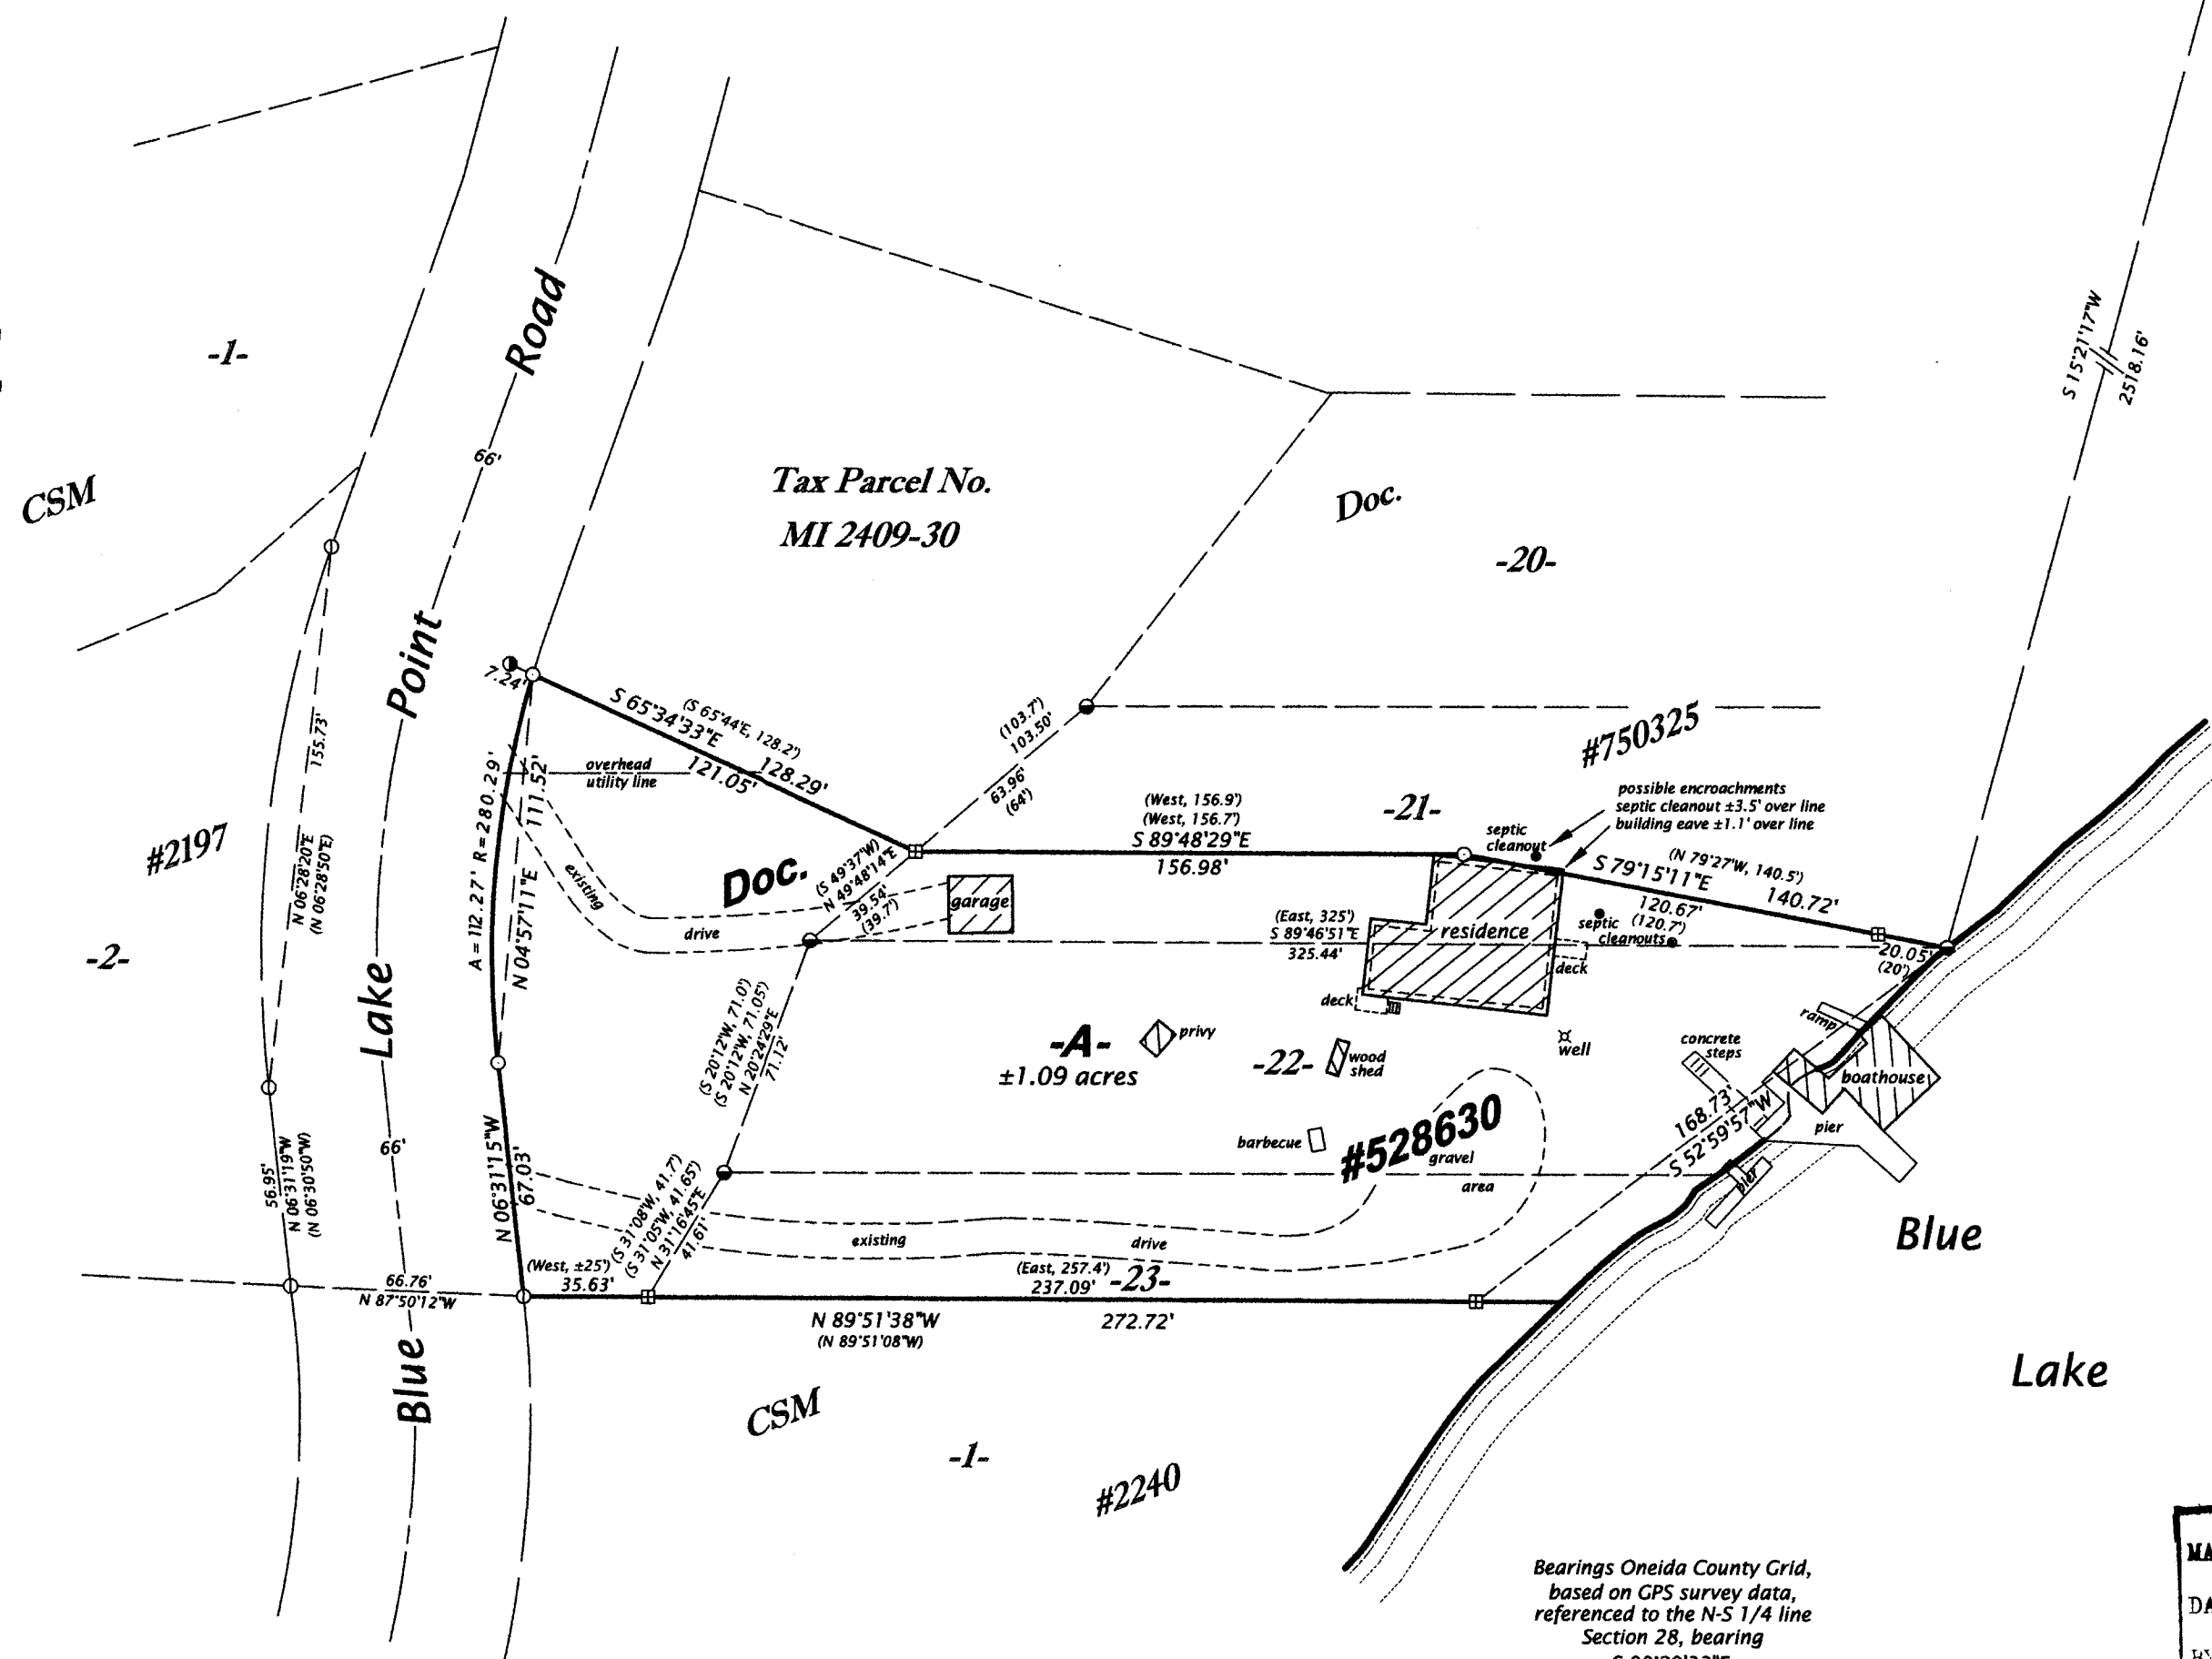 -1-
CSM
#2197
-2-
Blue Lake Point Road
66'
66'
Tax Parcel No.
MI 2409-30
Doc.
-20-
#750325
-21-
S 15°21'17"W
2518.16'
155.73'
N 06°28'20"E
(N 06°28'50"E)
56.95'
N 06°31'19"W
(N 06°30'50"W)
66.76'
N 87°50'12"W
7.24'
(S 65°44'E, 128.2')
S 65°34'33"E
121.05'
128.29'
overhead
utility line
A = 112.27' R = 280.29'
N 04°57'11"E
111.52'
N 06°31'15"W
67.03'
existing
drive
Doc.
(103.7')
103.50'
63.96'
(64')
(S 49°37'W)
N 49°48'14"E
39.54'
(39.7')
garage
(West, 156.9')
(West, 156.7')
S 89°48'29"E
156.98'
septic
cleanout
possible encroachments
septic cleanout ±3.5' over line
building eave ±1.1' over line
(N 79°27'W, 140.5')
S 79°15'11"E
140.72'
120.67'
(120.7')
septic
cleanouts
20.05'
(20')
(East, 325')
S 89°46'51"E
325.44'
residence
deck
deck
(S 20°12'W, 71.0')
(S 20°12'W, 71.05')
N 20°24'29"E
71.12'
-A-
±1.09 acres
privy
-22-
wood
shed
well
concrete
steps
ramp
boathouse
pier
pier
168.73'
S 52°59'57"W
barbecue
#528630
gravel
area
(S 31°08'W, 41.7')
(S 31°05'W, 41.65')
N 31°16'45"E
41.61'
existing
drive
(West, ±25')
35.63'
(East, 257.4')
237.09'
-23-
N 89°51'38"W
272.72'
(N 89°51'08"W)
CSM
-1-
#2240
Blue
Lake
Bearings Oneida County Grid,
based on GPS survey data,
referenced to the N-S 1/4 line
Section 28, bearing
MA
DA